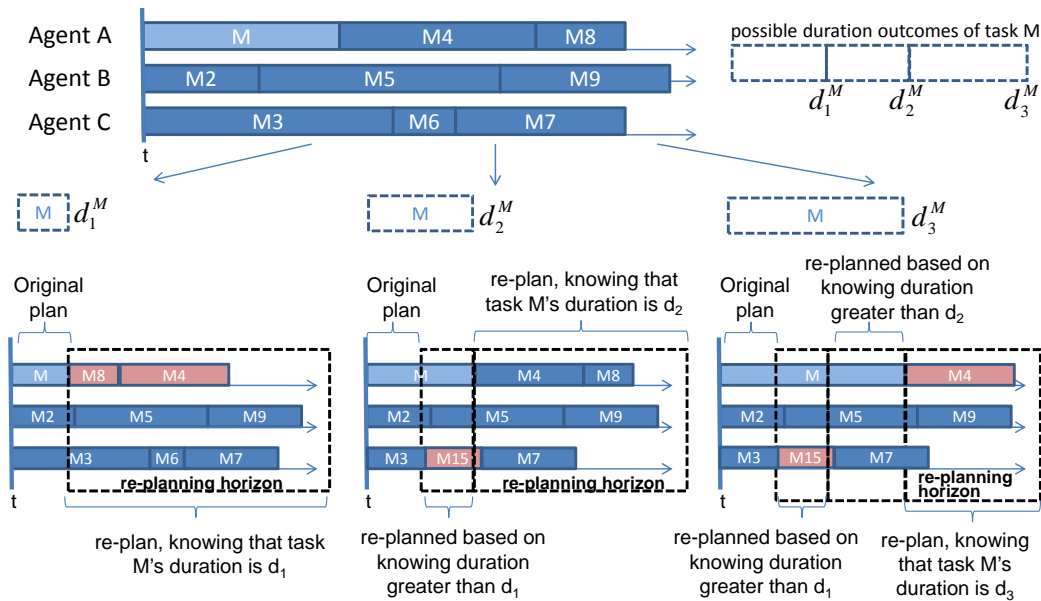 Agent A
M
M4
M8
Agent B
M2
M5
M9
Agent C
M3
M6
M7
t
possible duration outcomes of task M
d₁ᴹ
d₂ᴹ
d₃ᴹ
M
d₁ᴹ
M
d₂ᴹ
M
d₃ᴹ
Original
plan
M
M8
M4
M2
M5
M9
M3
M6
M7
re-planning horizon
t
re-plan, knowing that task
M's duration is d₁
Original
plan
re-plan, knowing that
task M's duration is d₂
M
M4
M8
M2
M5
M9
M3
M15
M7
re-planning horizon
t
re-planned based on
knowing duration
greater than d₁
Original
plan
re-planned based on
knowing duration
greater than d₂
M
M4
M2
M5
M9
M3
M15
M7
re-planning
horizon
t
re-planned based on
knowing duration
greater than d₁
re-plan, knowing
that task M's
duration is d₃